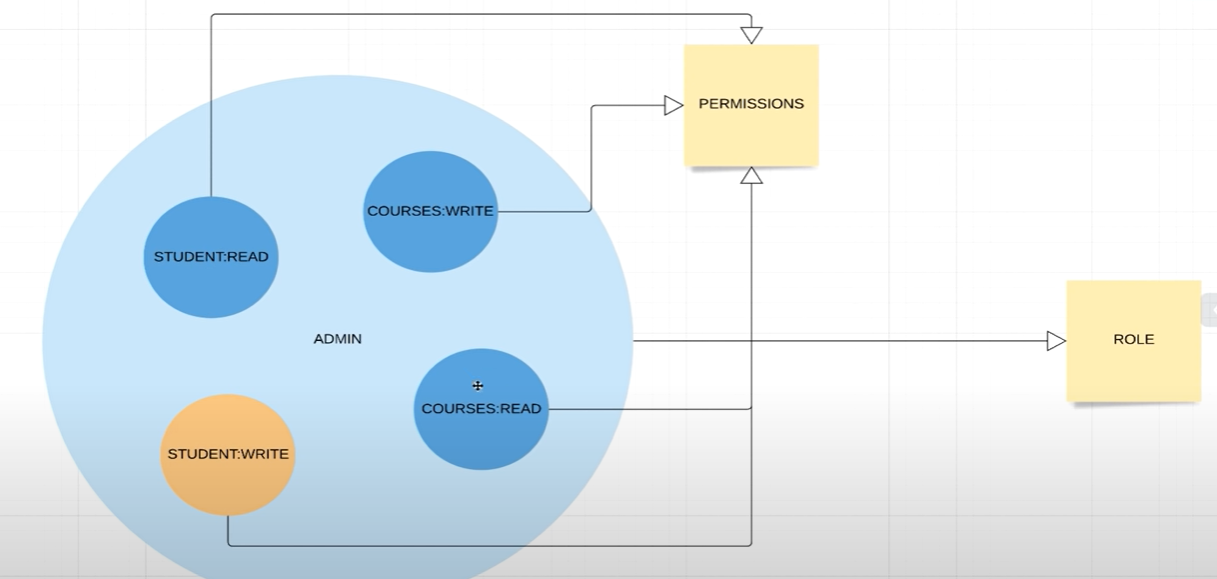 PERMISSIONS
COURSES:WRITE
STUDENT:READ
ADMIN
ROLE
COURSES:READ
STUDENT:WRITE